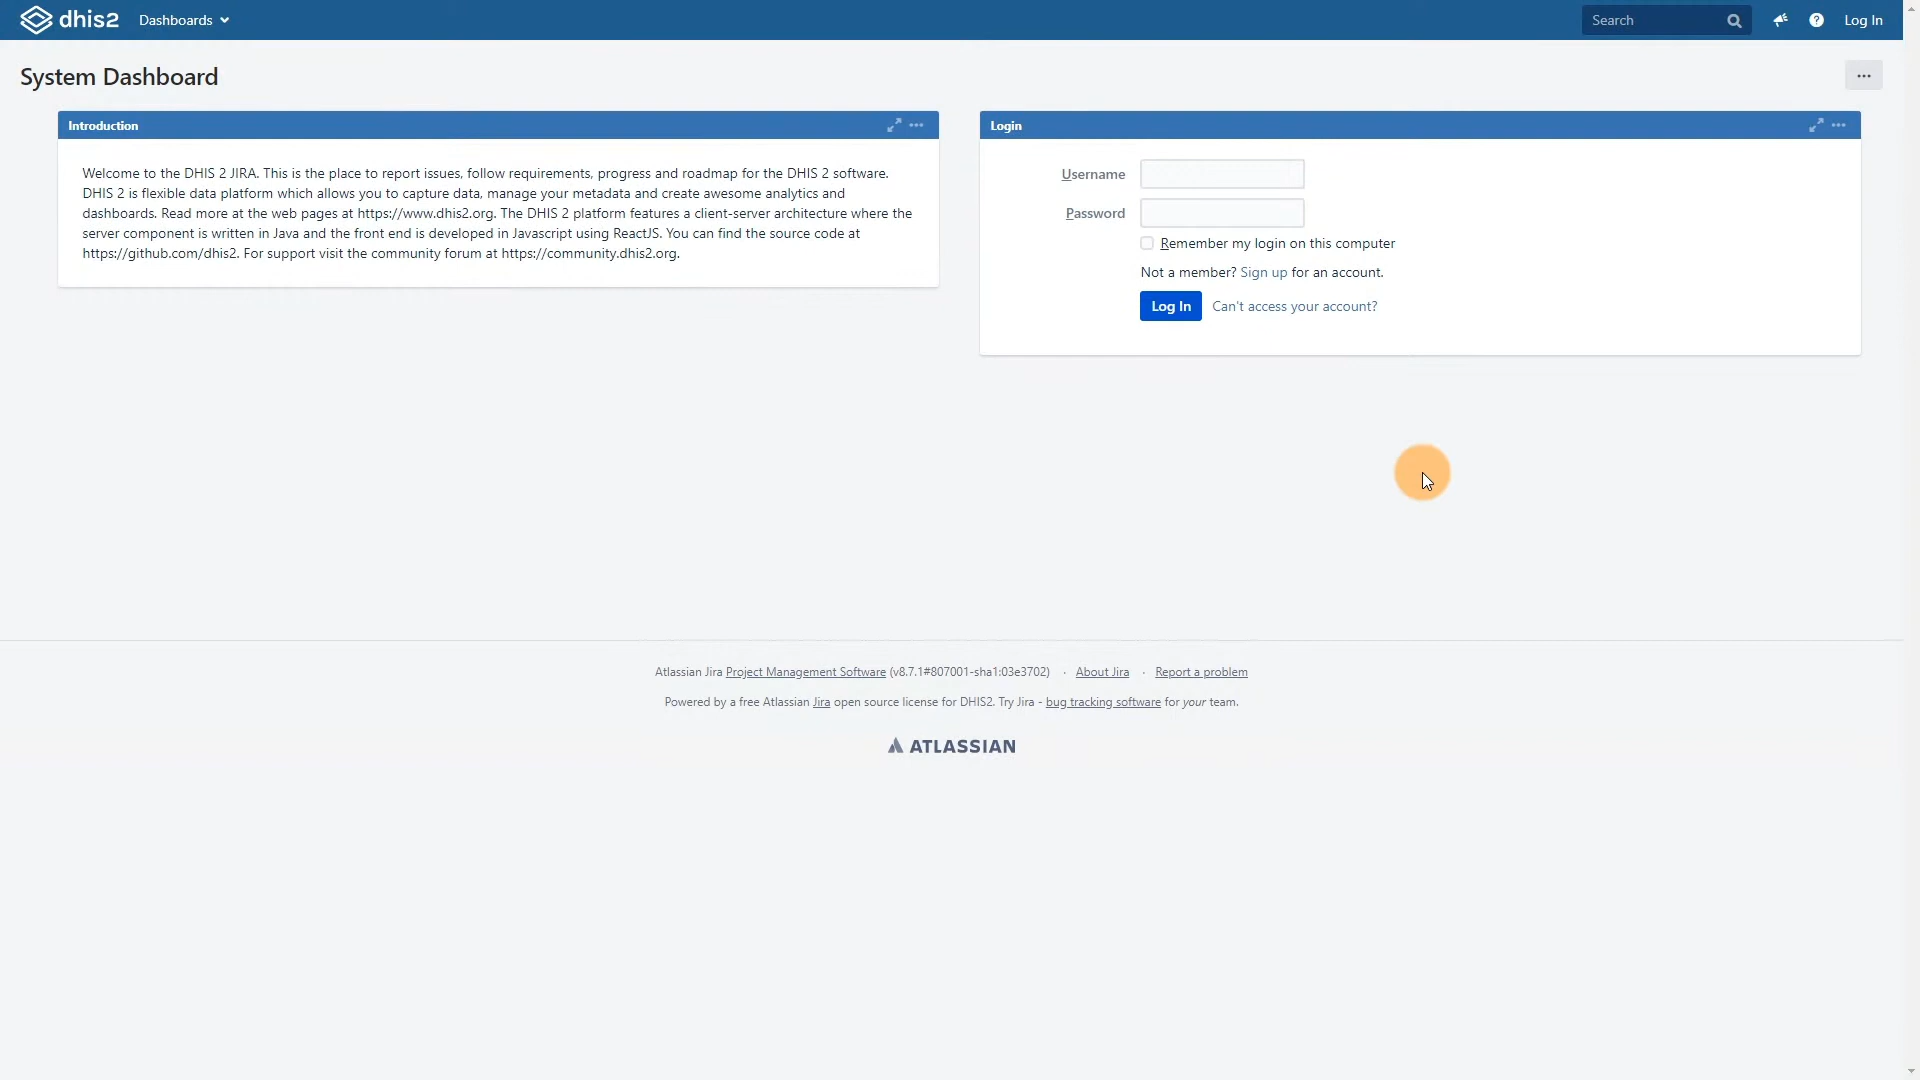 dhis2 Dashboards Search Log In
System Dashboard
Introduction
Welcome to the DHIS 2 JIRA. This is the place to report issues, follow requirements, progress and roadmap for the DHIS 2 software.
DHIS 2 is flexible data platform which allows you to capture data, manage your metadata and create awesome analytics and
dashboards. Read more at the web pages at https://www.dhis2.org. The DHIS 2 platform features a client-server architecture where the
server component is written in Java and the front end is developed in Javascript using ReactJS. You can find the source code at
https://github.com/dhis2. For support visit the community forum at https://community.dhis2.org.
Login
Username
Password
Remember my login on this computer
Not a member? Sign up for an account.
Log In Can't access your account?
Atlassian Jira Project Management Software (v8.7.1#807001-sha1:03e3702) · About Jira · Report a problem
Powered by a free Atlassian Jira open source license for DHIS2. Try Jira - bug tracking software for your team.
ATLASSIAN